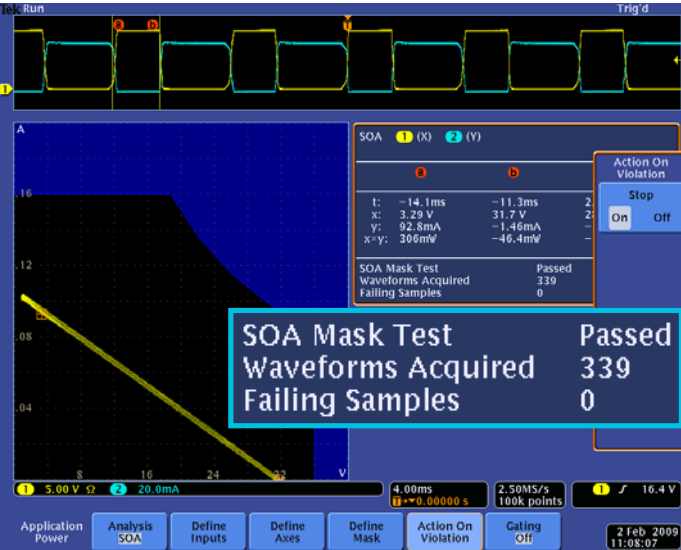 Tek Run Trig'd
a b T
1
A
.16
.12
.08
.04
8 16 24 32 V
SOA 1 (X) 2 (Y)
a b
t: −14.1ms −11.3ms 2
x: 3.29 V 31.7 V 2
y: 92.8mA −1.46mA −
x×y: 306mW −46.4mW −
SOA Mask Test Passed
Waveforms Acquired 339
Failing Samples 0
Action On
Violation
Stop
On Off
SOA Mask Test Passed
Waveforms Acquired 339
Failing Samples 0
1 5.00 V Ω 2 20.0mA
4.00ms
T→▼0.00000 s
2.50MS/s
100k points
1 ƒ 16.4 V
Application
Power
Analysis
SOA
Define
Inputs
Define
Axes
Define
Mask
Action On
Violation
Gating
Off
2 Feb 2009
11:08:07